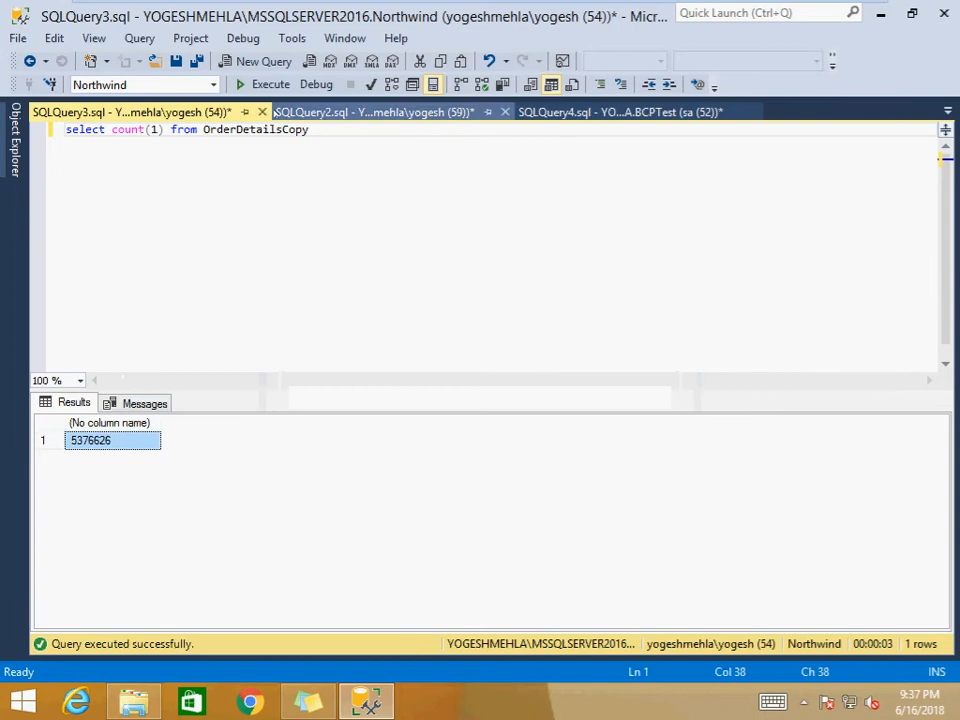 SQLQuery3.sql - YOGESHMEHLA\MSSQLSERVER2016.Northwind (yogeshmehla\yogesh (54))* - Micr...
Quick Launch (Ctrl+Q)
File Edit View Query Project Debug Tools Window Help
New Query
Northwind Execute Debug
SQLQuery3.sql - Y...mehla\yogesh (54))* SQLQuery2.sql - Y...mehla\yogesh (59))* SQLQuery4.sql - YO...A.BCPTest (sa (52))*
Object Explorer
select count(1) from OrderDetailsCopy
100 %
Results Messages
(No column name)
1 5376626
Query executed successfully. YOGESHMEHLA\MSSQLSERVER2016... yogeshmehla\yogesh (54) Northwind 00:00:03 1 rows
Ready Ln 1 Col 38 Ch 38 INS
9:37 PM
6/16/2018